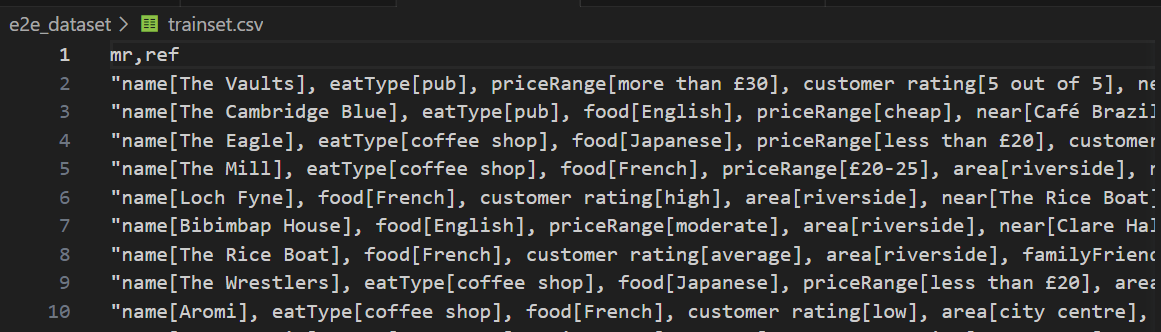 e2e_dataset > trainset.csv
1 mr,ref
2 "name[The Vaults], eatType[pub], priceRange[more than £30], customer rating[5 out of 5], ne
3 "name[The Cambridge Blue], eatType[pub], food[English], priceRange[cheap], near[Café Brazil
4 "name[The Eagle], eatType[coffee shop], food[Japanese], priceRange[less than £20], customer
5 "name[The Mill], eatType[coffee shop], food[French], priceRange[£20-25], area[riverside], n
6 "name[Loch Fyne], food[French], customer rating[high], area[riverside], near[The Rice Boat]
7 "name[Bibimbap House], food[English], priceRange[moderate], area[riverside], near[Clare Hal
8 "name[The Rice Boat], food[French], customer rating[average], area[riverside], familyFriend
9 "name[The Wrestlers], eatType[coffee shop], food[Japanese], priceRange[less than £20], area
10 "name[Aromi], eatType[coffee shop], food[French], customer rating[low], area[city centre],